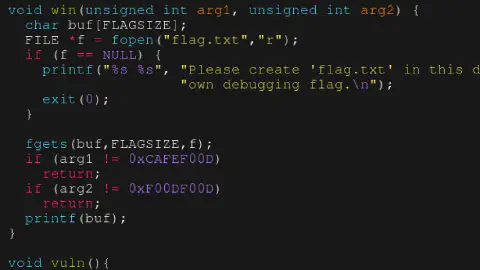 void win(unsigned int arg1, unsigned int arg2) {
  char buf[FLAGSIZE];
  FILE *f = fopen("flag.txt","r");
  if (f == NULL) {
    printf("%s %s", "Please create 'flag.txt' in this d
                    "own debugging flag.\n");
    exit(0);
  }

  fgets(buf,FLAGSIZE,f);
  if (arg1 != 0xCAFEF00D)
    return;
  if (arg2 != 0xF00DF00D)
    return;
  printf(buf);
}

void vuln(){